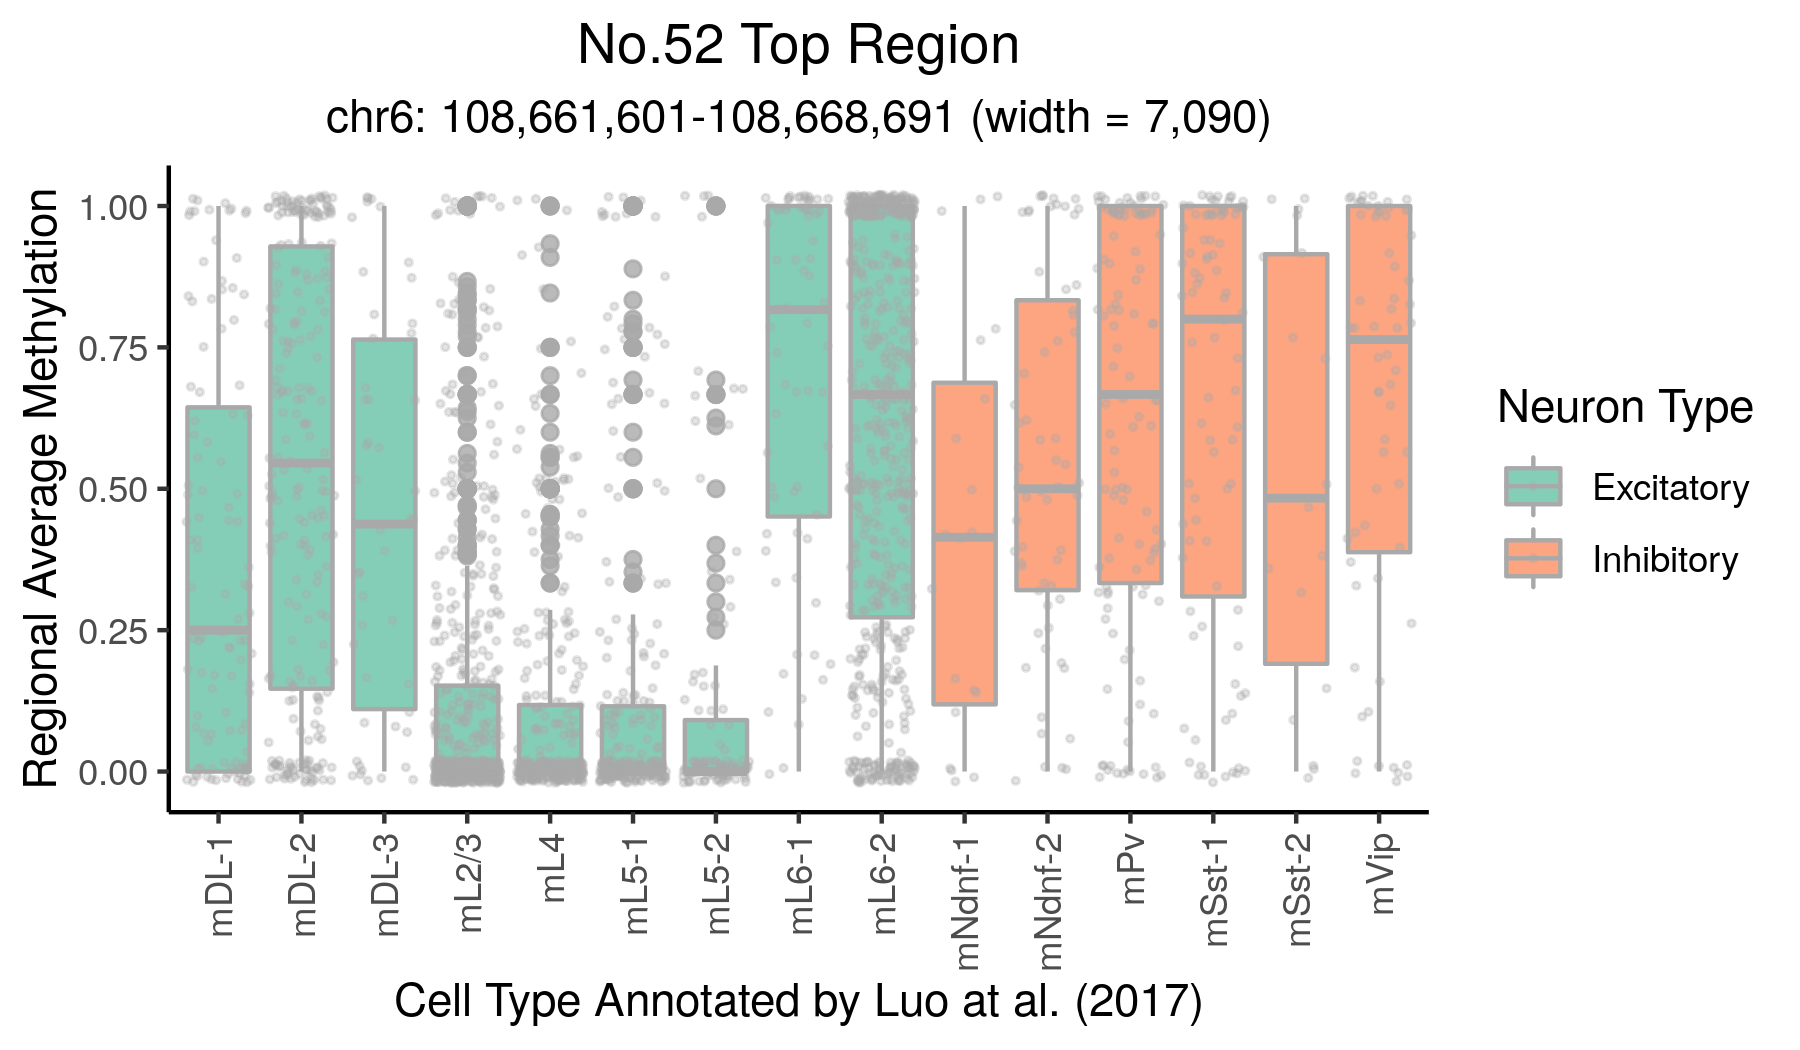 No.52 Top Region
chr6: 108,661,601-108,668,691 (width = 7,090)
Regional Average Methylation
1.00
0.75
0.50
0.25
0.00
mDL-1
mDL-2
mDL-3
mL2/3
mL4
mL5-1
mL5-2
mL6-1
mL6-2
mNdnf-1
mNdnf-2
mPv
mSst-1
mSst-2
mVip
Cell Type Annotated by Luo at al. (2017)
Neuron Type
Excitatory
Inhibitory